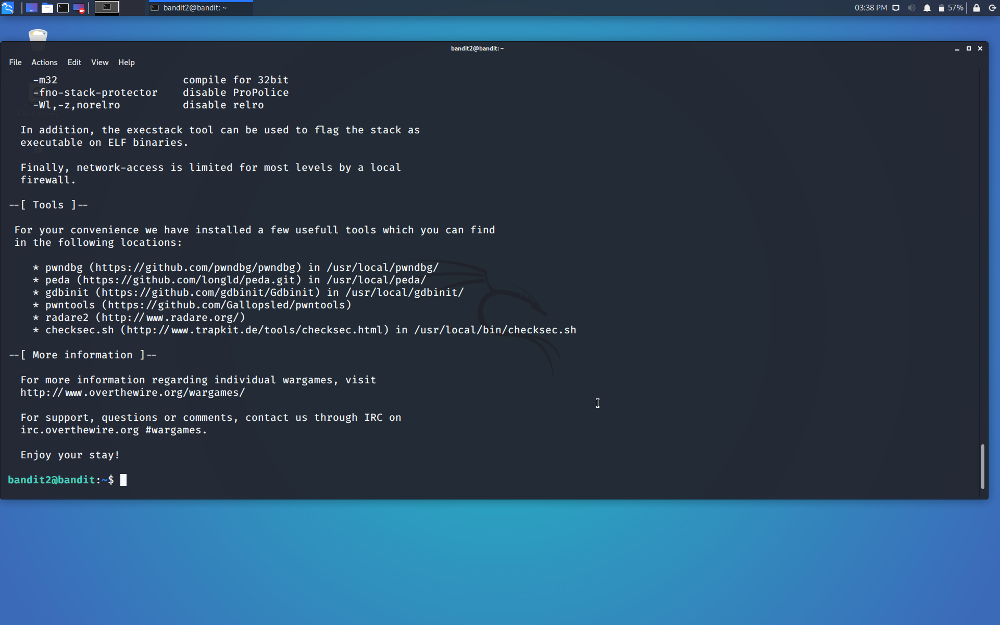 bandit2@bandit: ~
03:38 PM
57%
bandit2@bandit: ~
File Actions Edit View Help
-m32 compile for 32bit
-fno-stack-protector disable ProPolice
-Wl,-z,norelro disable relro
File System
In addition, the execstack tool can be used to flag the stack as
executable on ELF binaries.
Finally, network-access is limited for most levels by a local
firewall.
--[ Tools ]--
For your convenience we have installed a few usefull tools which you can find
in the following locations:
* pwndbg (https://github.com/pwndbg/pwndbg) in /usr/local/pwndbg/
* peda (https://github.com/longld/peda.git) in /usr/local/peda/
* gdbinit (https://github.com/gdbinit/Gdbinit) in /usr/local/gdbinit/
* pwntools (https://github.com/Gallopsled/pwntools)
* radare2 (http://www.radare.org/)
* checksec.sh (http://www.trapkit.de/tools/checksec.html) in /usr/local/bin/checksec.sh
--[ More information ]--
For more information regarding individual wargames, visit
http://www.overthewire.org/wargames/
For support, questions or comments, contact us through IRC on
irc.overthewire.org #wargames.
Enjoy your stay!
bandit2@bandit:~$